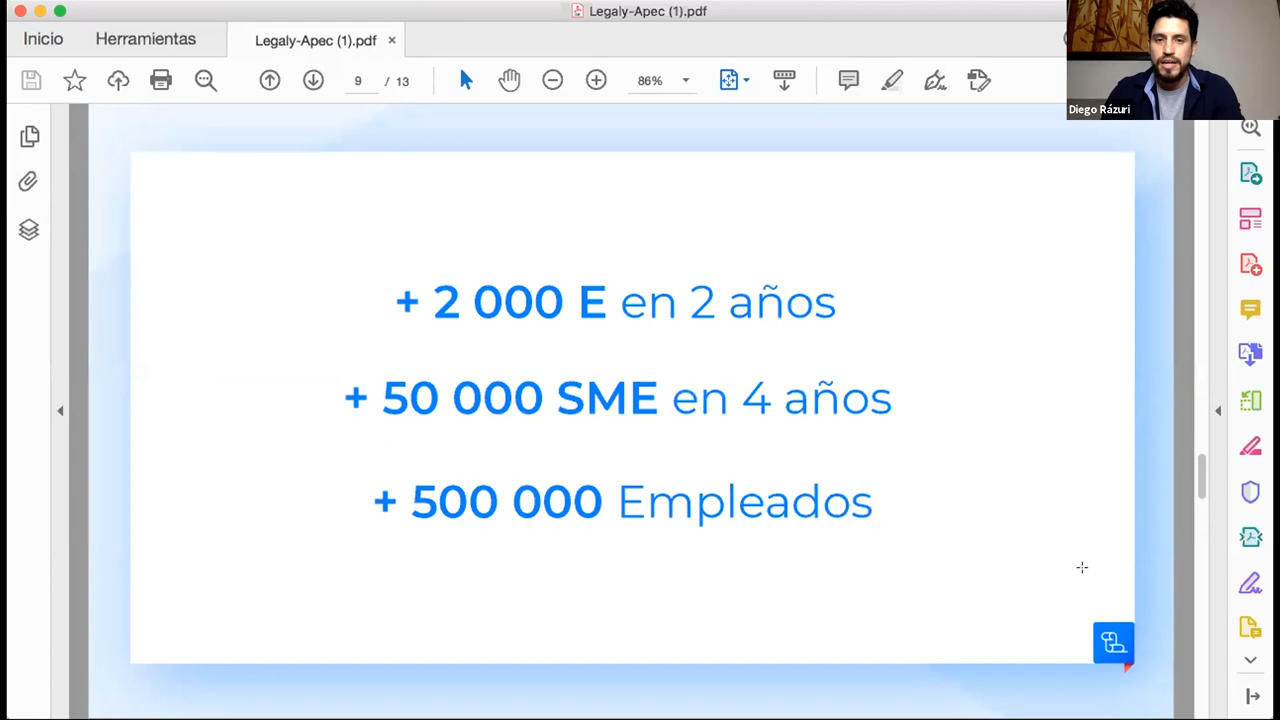 Legaly-Apec (1).pdf
Inicio
Herramientas
Legaly-Apec (1).pdf
9 / 13
86%
Diego Rázuri
+ 2 000 E en 2 años
+ 50 000 SME en 4 años
+ 500 000 Empleados